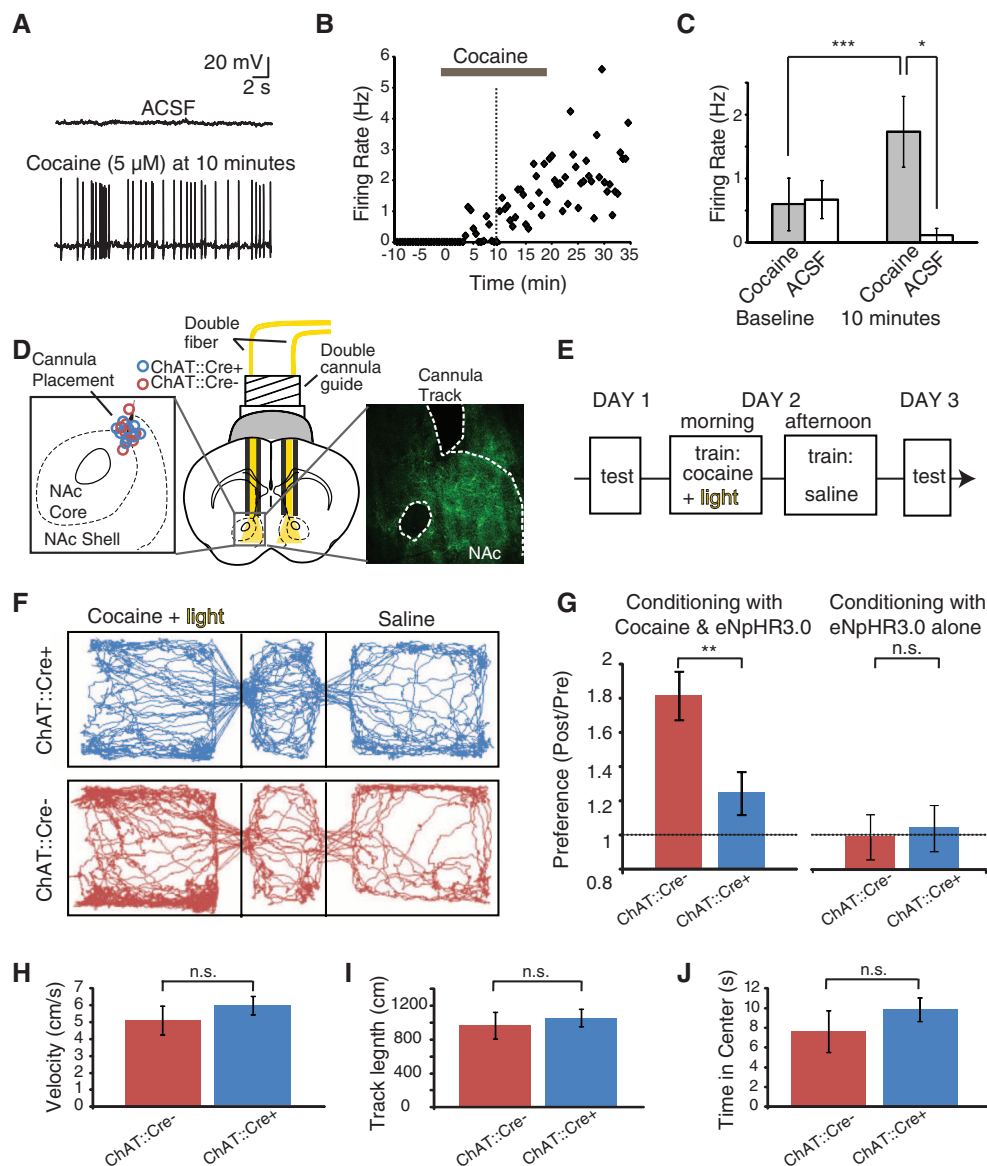 A
20 mV
2 s
ACSF
Cocaine (5 µM) at 10 minutes
B
Cocaine
Firing Rate (Hz)
6
5
4
3
2
1
0
-10 -5 0 5 10 15 20 25 30 35
Time (min)
C
***
*
Firing Rate (Hz)
2
1
0
Cocaine
ACSF
Cocaine
ACSF
Baseline
10 minutes
D
Cannula
Placement
ChAT::Cre+
ChAT::Cre-
NAc
Core
NAc Shell
Double
fiber
Double
cannula
guide
Cannula
Track
NAc
E
DAY 1
DAY 2
DAY 3
morning
afternoon
test
train:
cocaine
+ light
train:
saline
test
F
Cocaine + light
Saline
ChAT::Cre+
ChAT::Cre-
G
Conditioning with
Cocaine & eNpHR3.0
Conditioning with
eNpHR3.0 alone
**
n.s.
Preference (Post/Pre)
2
1.8
1.6
1.4
1.2
1
0.8
ChAT::Cre-
ChAT::Cre+
ChAT::Cre-
ChAT::Cre+
H
n.s.
Velocity (cm/s)
7
6
5
4
3
2
1
0
ChAT::Cre-
ChAT::Cre+
I
n.s.
Track legnth (cm)
1200
800
400
0
ChAT::Cre-
ChAT::Cre+
J
n.s.
Time in Center (s)
12
10
8
6
4
2
0
ChAT::Cre-
ChAT::Cre+